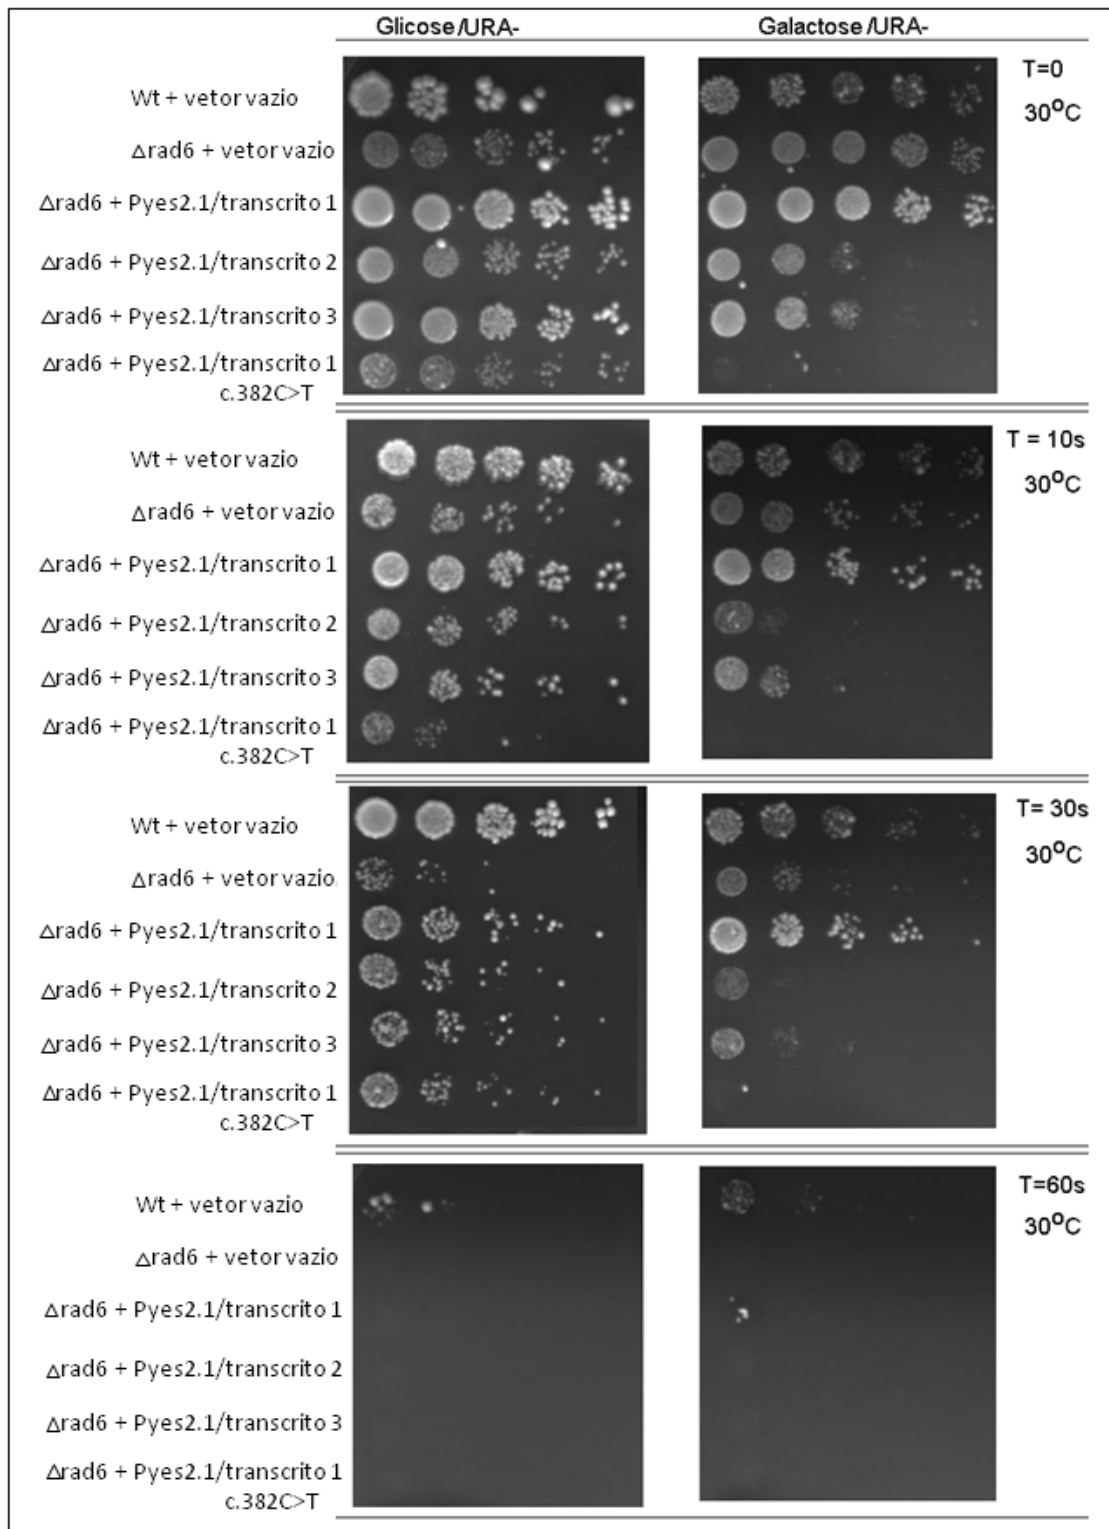 Glicose/URA- Galactose/URA-
T=0
30°C
Wt + vetor vazio
Δrad6 + vetor vazio
Δrad6 + Pyes2.1/transcrito 1
Δrad6 + Pyes2.1/transcrito 2
Δrad6 + Pyes2.1/transcrito 3
Δrad6 + Pyes2.1/transcrito 1
c.382C>T
T = 10s
30°C
Wt + vetor vazio
Δrad6 + vetor vazio
Δrad6 + Pyes2.1/transcrito 1
Δrad6 + Pyes2.1/transcrito 2
Δrad6 + Pyes2.1/transcrito 3
Δrad6 + Pyes2.1/transcrito 1
c.382C>T
T= 30s
30°C
Wt + vetor vazio
Δrad6 + vetor vazio
Δrad6 + Pyes2.1/transcrito 1
Δrad6 + Pyes2.1/transcrito 2
Δrad6 + Pyes2.1/transcrito 3
Δrad6 + Pyes2.1/transcrito 1
c.382C>T
T=60s
30°C
Wt + vetor vazio
Δrad6 + vetor vazio
Δrad6 + Pyes2.1/transcrito 1
Δrad6 + Pyes2.1/transcrito 2
Δrad6 + Pyes2.1/transcrito 3
Δrad6 + Pyes2.1/transcrito 1
c.382C>T